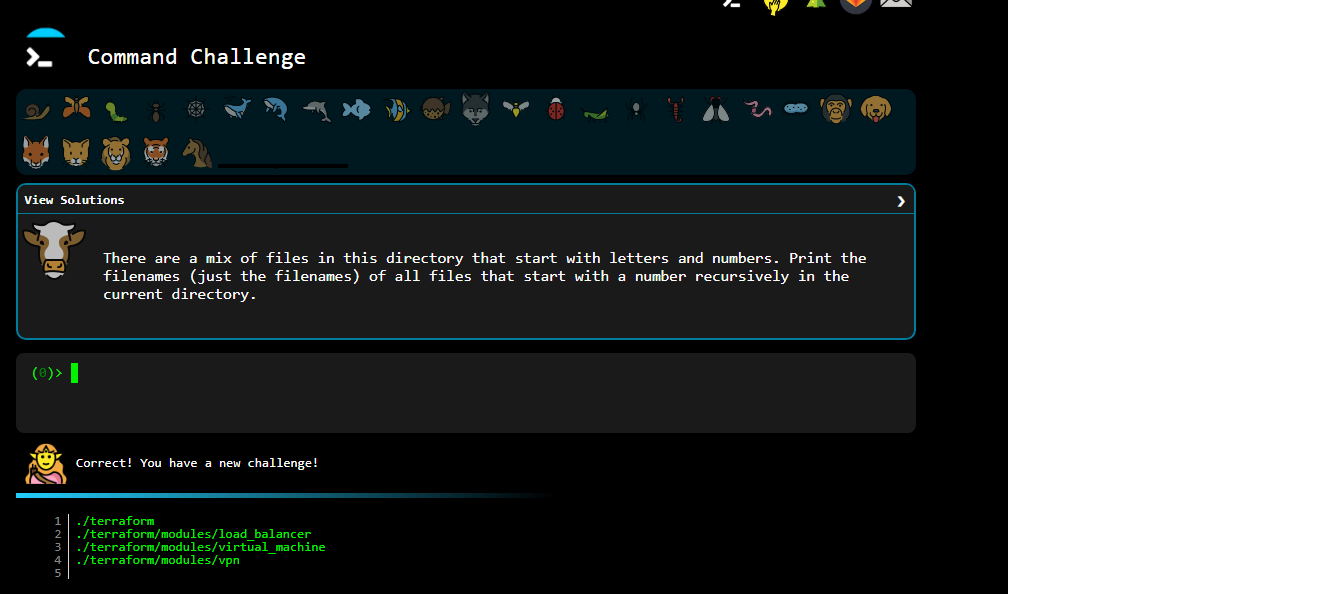 Command Challenge
View Solutions
There are a mix of files in this directory that start with letters and numbers. Print the
filenames (just the filenames) of all files that start with a number recursively in the
current directory.
(0)>
Correct! You have a new challenge!
1 ./terraform
2 ./terraform/modules/load_balancer
3 ./terraform/modules/virtual_machine
4 ./terraform/modules/vpn
5